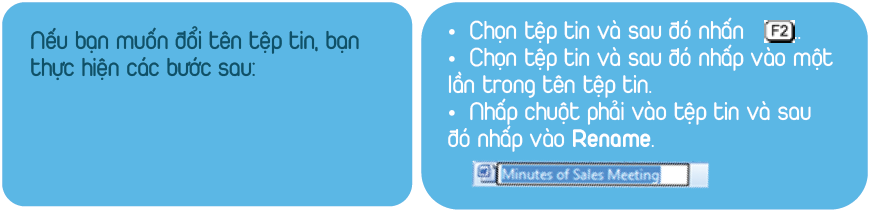 Nếu bạn muốn đổi tên tệp tin, bạn
thực hiện các bước sau:
• Chọn tệp tin và sau đó nhấn F2.
• Chọn tệp tin và sau đó nhấp vào một
lần trong tên tệp tin.
• Nhấp chuột phải vào tệp tin và sau
đó nhấp vào Rename.
Minutes of Sales Meeting